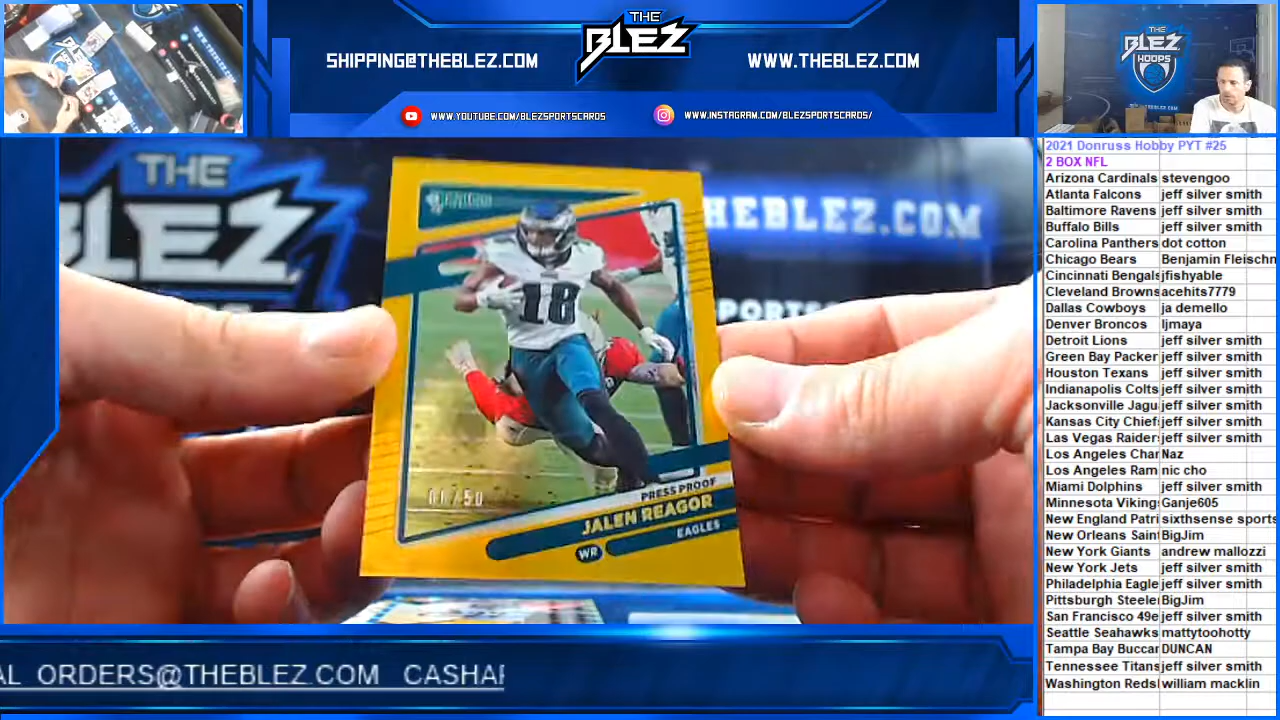 THE
BLEZ
SHIPPING@THEBLEZ.COM
WWW.THEBLEZ.COM
WWW.YOUTUBE.COM/BLEZSPORTSCARDS
WWW.INSTAGRAM.COM/BLEZSPORTSCARDS/
THE
BLEZ
HOOPS
THE
BLEZ
HEBLEZ.COM
SPORTS
18
01/50
PRESS PROOF
JALEN REAGOR
EAGLES
WR
2021 Donruss Hobby PYT #25
2 BOX NFL
Arizona Cardinals stevengoo
Atlanta Falcons jeff silver smith
Baltimore Ravens jeff silver smith
Buffalo Bills jeff silver smith
Carolina Panthers dot cotton
Chicago Bears Benjamin Fleischn
Cincinnati Bengals jfishyable
Cleveland Browns acehits7779
Dallas Cowboys ja demello
Denver Broncos ljmaya
Detroit Lions jeff silver smith
Green Bay Packer jeff silver smith
Houston Texans jeff silver smith
Indianapolis Colts jeff silver smith
Jacksonville Jagu jeff silver smith
Kansas City Chief jeff silver smith
Las Vegas Raider jeff silver smith
Los Angeles Char Naz
Los Angeles Ram nic cho
Miami Dolphins jeff silver smith
Minnesota Viking Ganje605
New England Patri sixthsense sports
New Orleans Saint BigJim
New York Giants andrew mallozzi
New York Jets jeff silver smith
Philadelphia Eagle jeff silver smith
Pittsburgh Steele BigJim
San Francisco 49e jeff silver smith
Seattle Seahawks mattytoohotty
Tampa Bay Buccar DUNCAN
Tennessee Titans jeff silver smith
Washington Reds william macklin
AL ORDERS@THEBLEZ.COM CASHAP